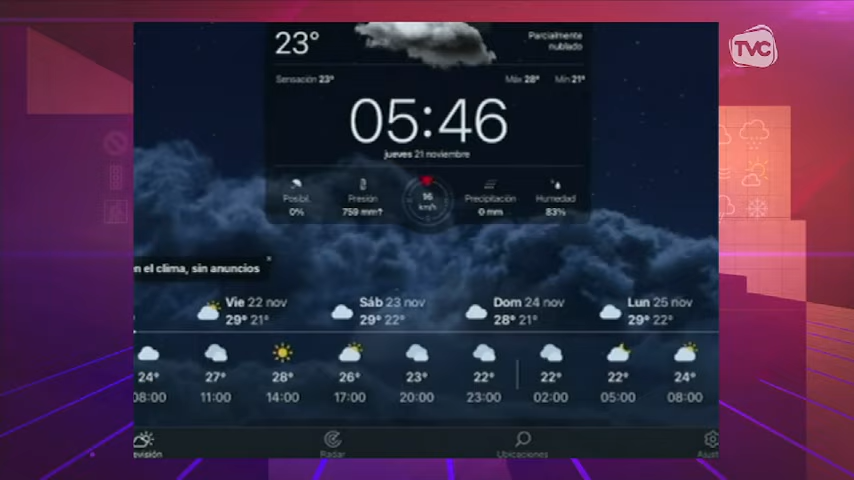 TVC
23°
Parcialmente
nublado
Sensación 23°
Máx 28° Mín 21°
05:46
jueves 21 noviembre
Posibil. Presión 16 Precipitación Humedad
0% 759 mm↑ km/h 0 mm 83%
n el clima, sin anuncios
Vie 22 nov Sáb 23 nov Dom 24 nov Lun 25 nov
29° 21° 29° 22° 28° 21° 29° 22°
24° 27° 28° 26° 23° 22° 22° 22° 24°
08:00 11:00 14:00 17:00 20:00 23:00 02:00 05:00 08:00
evisión Radar Ubicaciones Ajust